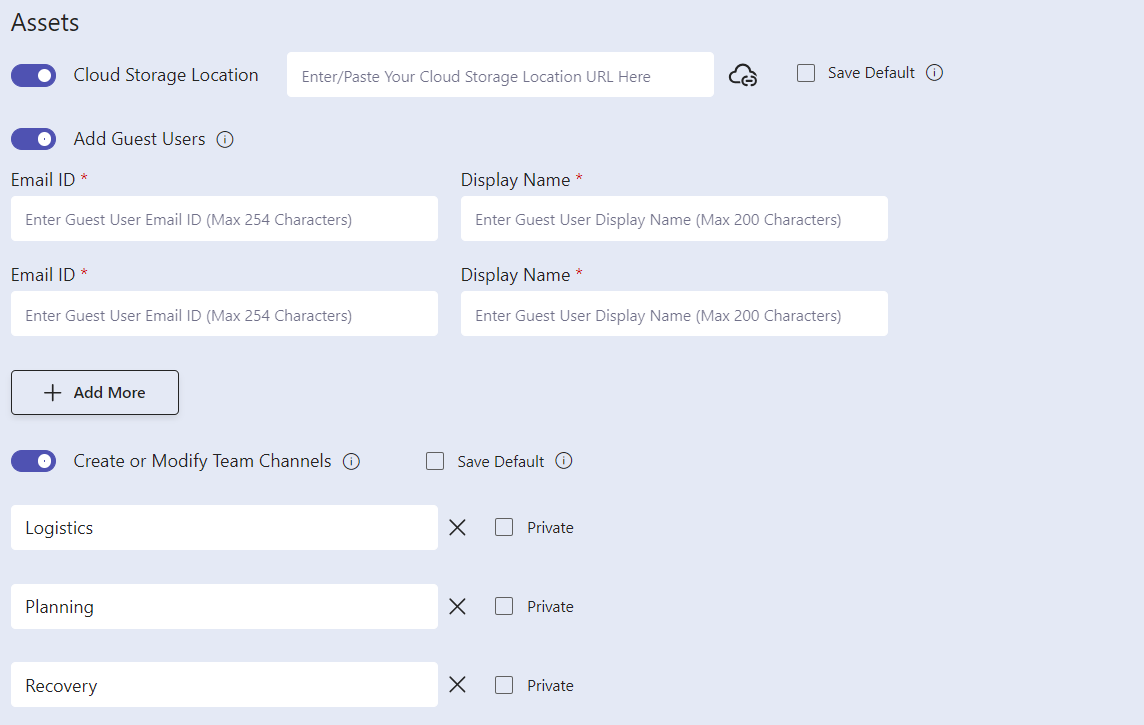 Assets
Cloud Storage Location Enter/Paste Your Cloud Storage Location URL Here Save Default
Add Guest Users
Email ID * Display Name *
Enter Guest User Email ID (Max 254 Characters) Enter Guest User Display Name (Max 200 Characters)
Email ID * Display Name *
Enter Guest User Email ID (Max 254 Characters) Enter Guest User Display Name (Max 200 Characters)
Add More
Create or Modify Team Channels Save Default
Logistics Private
Planning Private
Recovery Private